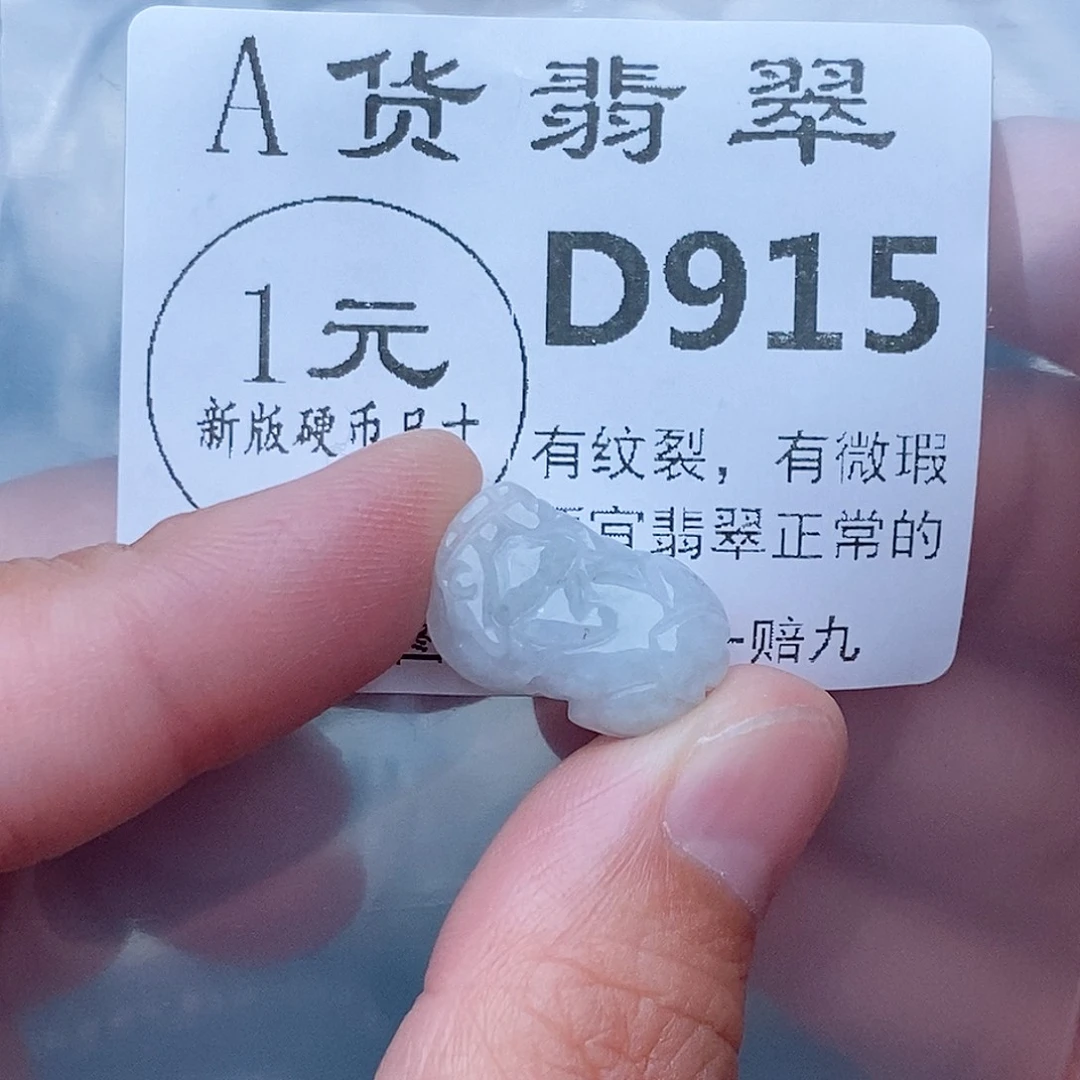 A货翡翠
D915
1元
新版硬币尺寸
有纹裂，有微瑕
翡翠正常的
一赔九